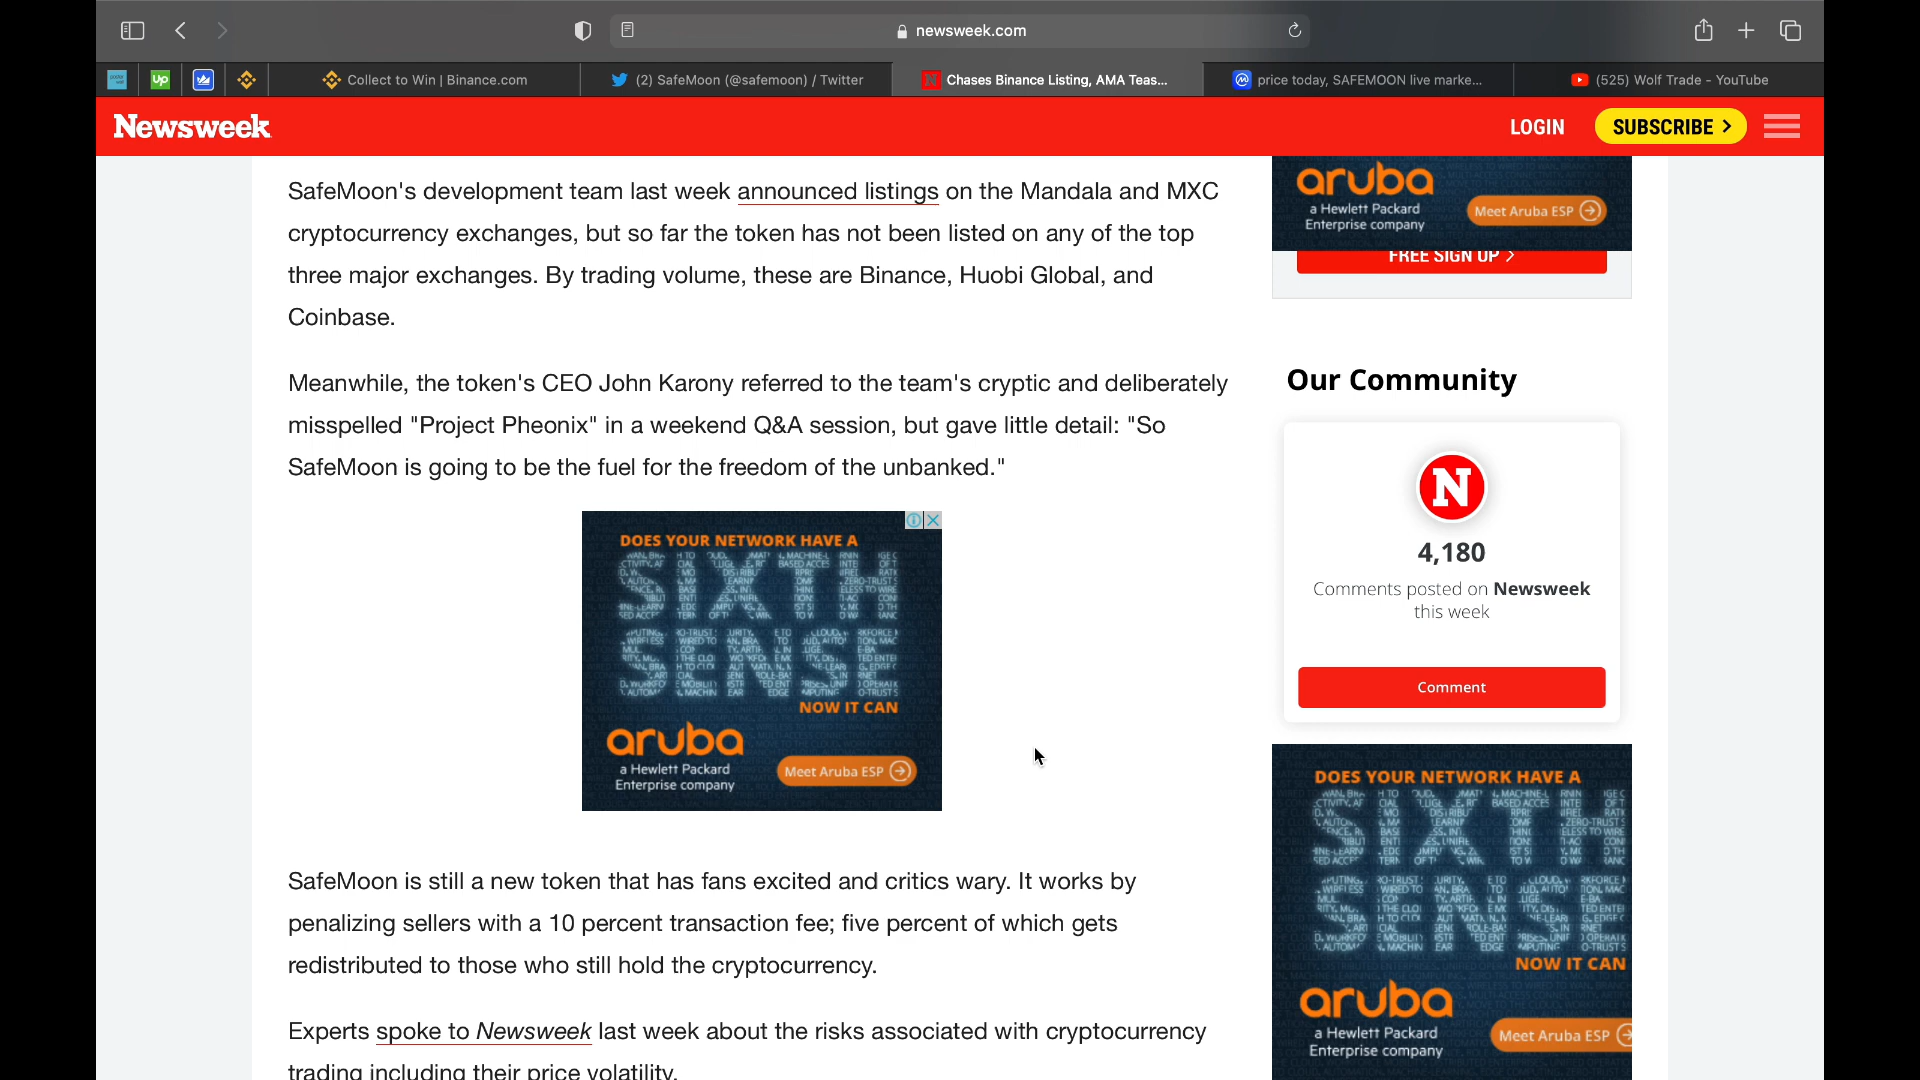 newsweek.com
UP
Collect to Win | Binance.com
(2) SafeMoon (@safemoon) / Twitter
N
Chases Binance Listing, AMA Teas...
price today, SAFEMOON live marke...
(525) Wolf Trade - YouTube
Newsweek
LOGIN
SUBSCRIBE >
SafeMoon's development team last week announced listings on the Mandala and MXC
cryptocurrency exchanges, but so far the token has not been listed on any of the top
three major exchanges. By trading volume, these are Binance, Huobi Global, and
Coinbase.
Meanwhile, the token's CEO John Karony referred to the team's cryptic and deliberately
misspelled "Project Pheonix" in a weekend Q&A session, but gave little detail: "So
SafeMoon is going to be the fuel for the freedom of the unbanked."
DOES YOUR NETWORK HAVE A
SIXTH
SENSE
NOW IT CAN
aruba
a Hewlett Packard
Enterprise company
Meet Aruba ESP
SafeMoon is still a new token that has fans excited and critics wary. It works by
penalizing sellers with a 10 percent transaction fee; five percent of which gets
redistributed to those who still hold the cryptocurrency.
Experts spoke to Newsweek last week about the risks associated with cryptocurrency
trading including their price volatility.
aruba
a Hewlett Packard
Enterprise company
Meet Aruba ESP
FREE SIGN UP >
Our Community
N
4,180
Comments posted on Newsweek
this week
Comment
DOES YOUR NETWORK HAVE A
SIXTH
SENSE
NOW IT CAN
aruba
a Hewlett Packard
Enterprise company
Meet Aruba ESP